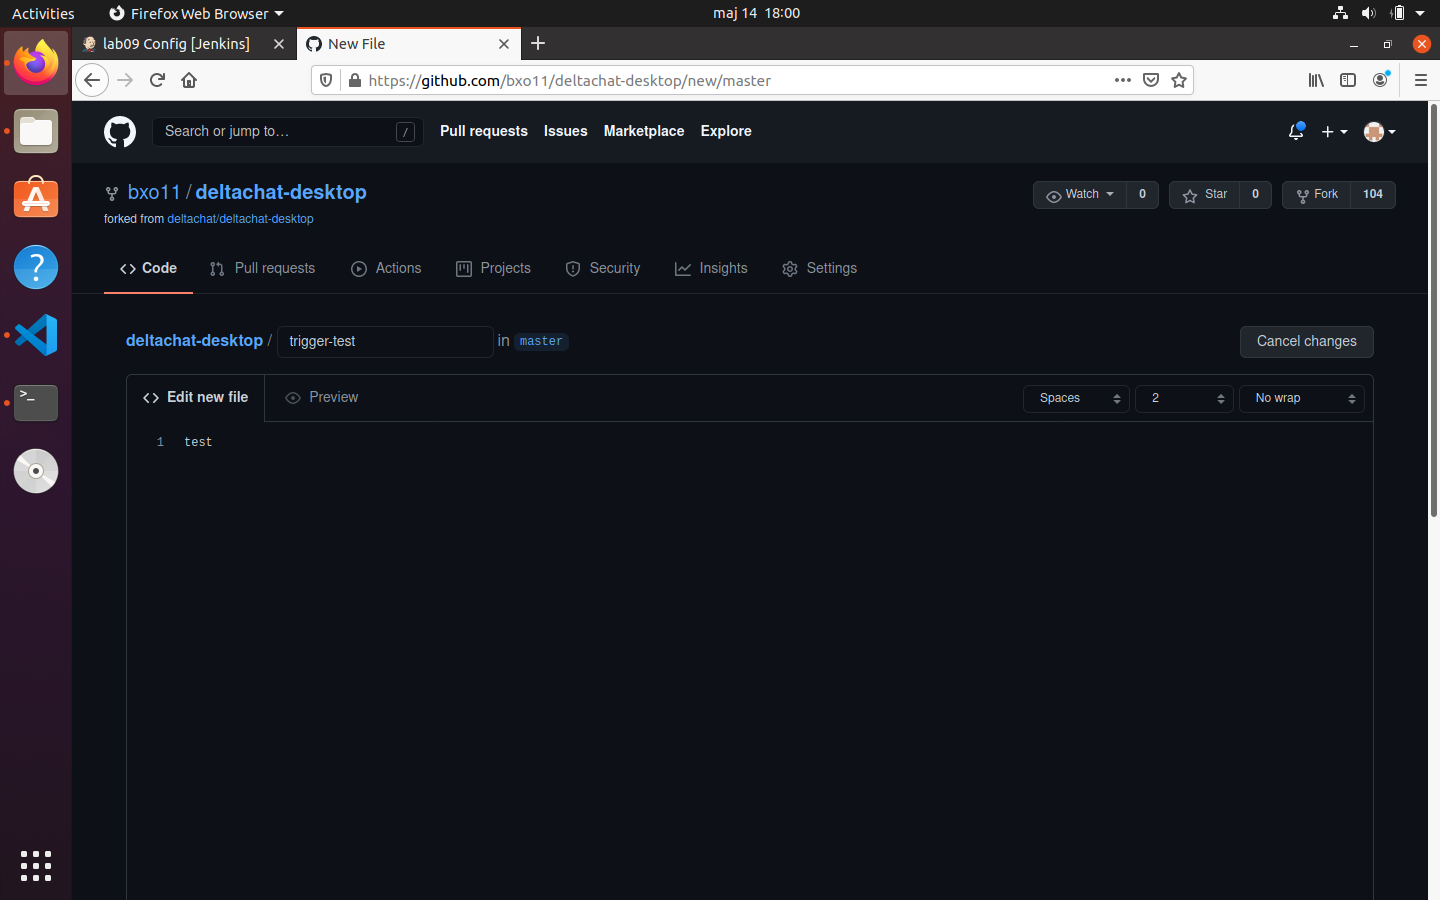 Activities
Firefox Web Browser
maj 14 18:00
lab09 Config [Jenkins]
New File
https://github.com/bxo11/deltachat-desktop/new/master
Search or jump to…
/
Pull requests
Issues
Marketplace
Explore
bxo11 / deltachat-desktop
forked from deltachat/deltachat-desktop
Watch
0
Star
0
Fork
104
Code
Pull requests
Actions
Projects
Security
Insights
Settings
deltachat-desktop / trigger-test in master
Cancel changes
Edit new file
Preview
Spaces
2
No wrap
1 test